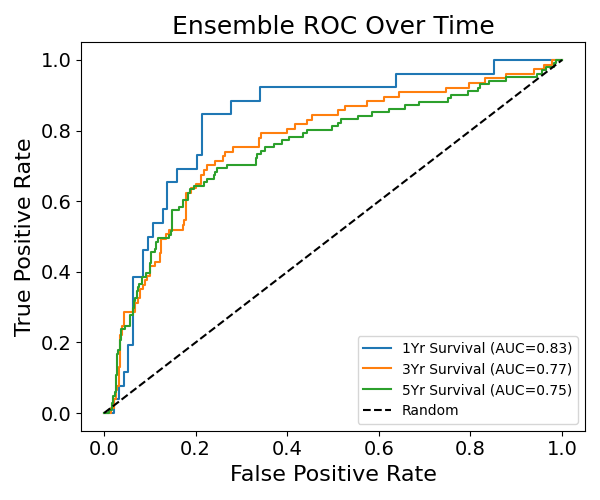 Ensemble ROC Over Time
True Positive Rate
1.0
0.8
0.6
0.4
0.2
0.0
0.0 0.2 0.4 0.6 0.8 1.0
False Positive Rate
1Yr Survival (AUC=0.83)
3Yr Survival (AUC=0.77)
5Yr Survival (AUC=0.75)
Random